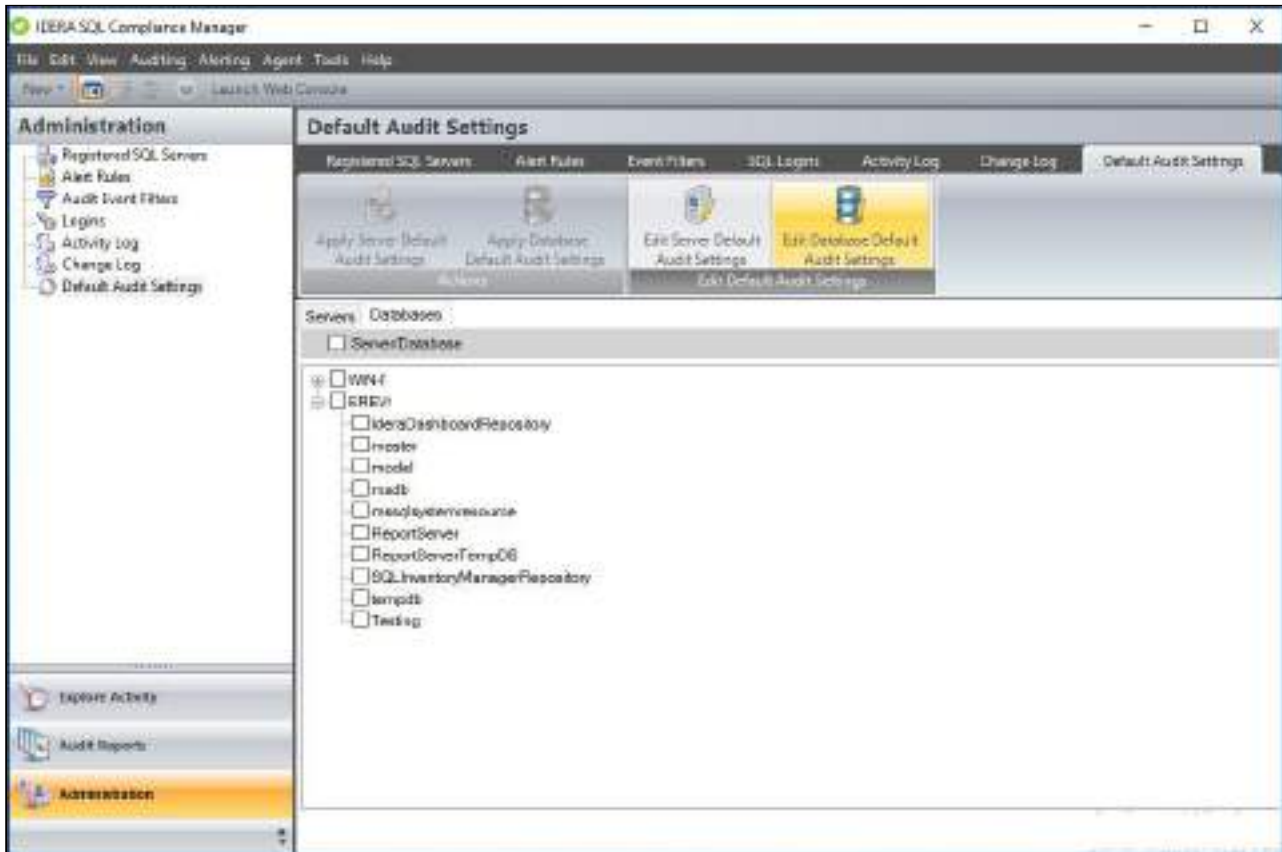 IDERA SQL Compliance Manager
File Edit View Auditing Alerting Agent Tools Help
New Launch Web Console
Administration
Registered SQL Servers
Alert Rules
Audit Event Filters
Logins
Activity Log
Change Log
Default Audit Settings
Default Audit Settings
Registered SQL Servers Alert Rules Event Filters SQL Logins Activity Log Change Log Default Audit Settings
Apply Server Default Audit Settings
Apply Database Default Audit Settings
Actions
Edit Server Default Audit Settings
Edit Database Default Audit Settings
Edit Default Audit Settings
Servers Databases
Server/Database
IderaDashboardRepository
master
model
msdb
mssqlsystemresource
ReportServer
ReportServerTempDB
SQLInventoryManagerRepository
tempdb
Testing
Explore Activity
Audit Reports
Administration